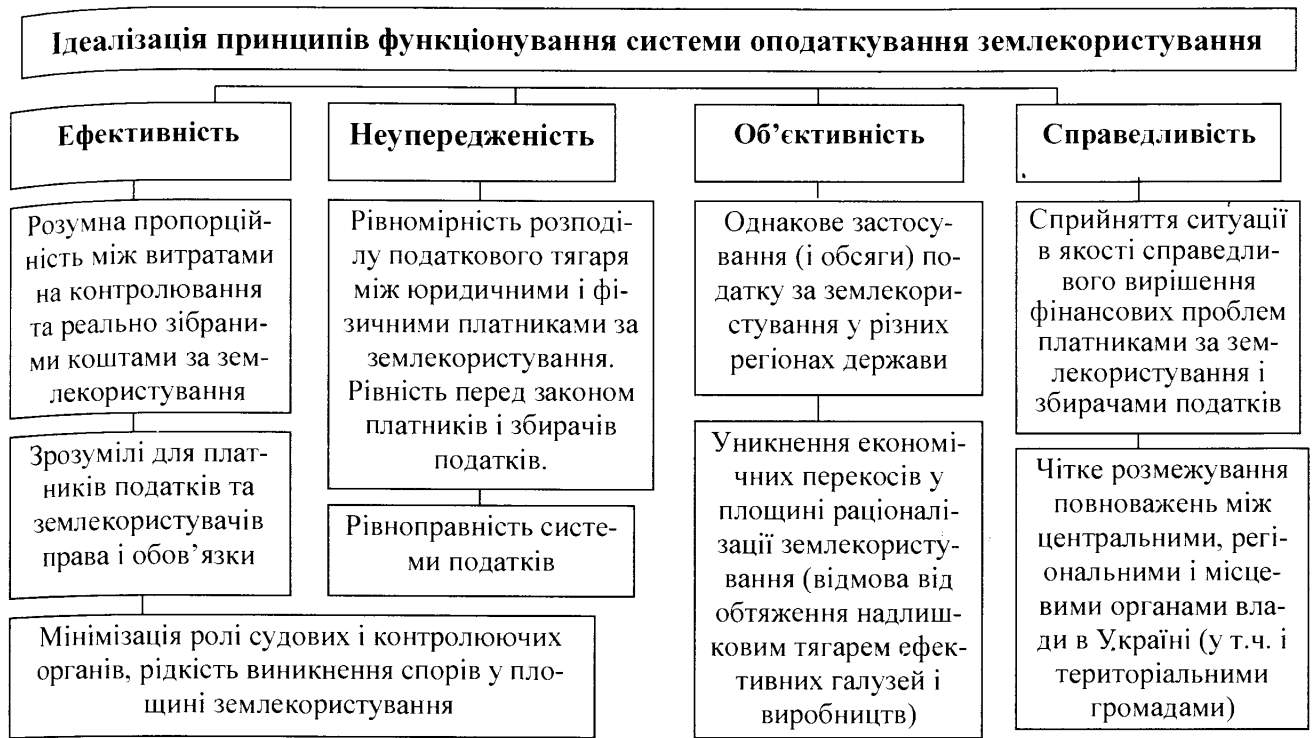 Ідеалізація принципів функціонування системи оподаткування землекористування
Ефективність
Розумна пропорцій-
ність між витратами
на контролювання
та реально зібрани-
ми коштами за зем-
лекористування
Зрозумілі для плат-
ників податків та
землекористувачів
права і обов’язки
Мінімізація ролі судових і контролюючих
органів, рідкість виникнення спорів у пло-
щині землекористування
Неупередженість
Рівномірність розподі-
лу податкового тягаря
між юридичними і фі-
зичними платниками за
землекористування.
Рівність перед законом
платників і збирачів
податків.
Рівноправність систе-
ми податків
Об’єктивність
Однакове застосу-
вання (і обсяги) по-
датку за землекори-
стування у різних
регіонах держави
Уникнення економі-
чних перекосів у
площині раціоналі-
зації землекористу-
вання (відмова від
обтяження надлиш-
ковим тягарем ефек-
тивних галузей і
виробництв)
Справедливість
Сприйняття ситуації
в якості справедли-
вого вирішення
фінансових проблем
платниками за зем-
лекористування і
збирачами податків
Чітке розмежування
повноважень між
центральними, регі-
ональними і місце-
вими органами вла-
ди в Україні (у т.ч. і
територіальними
громадами)